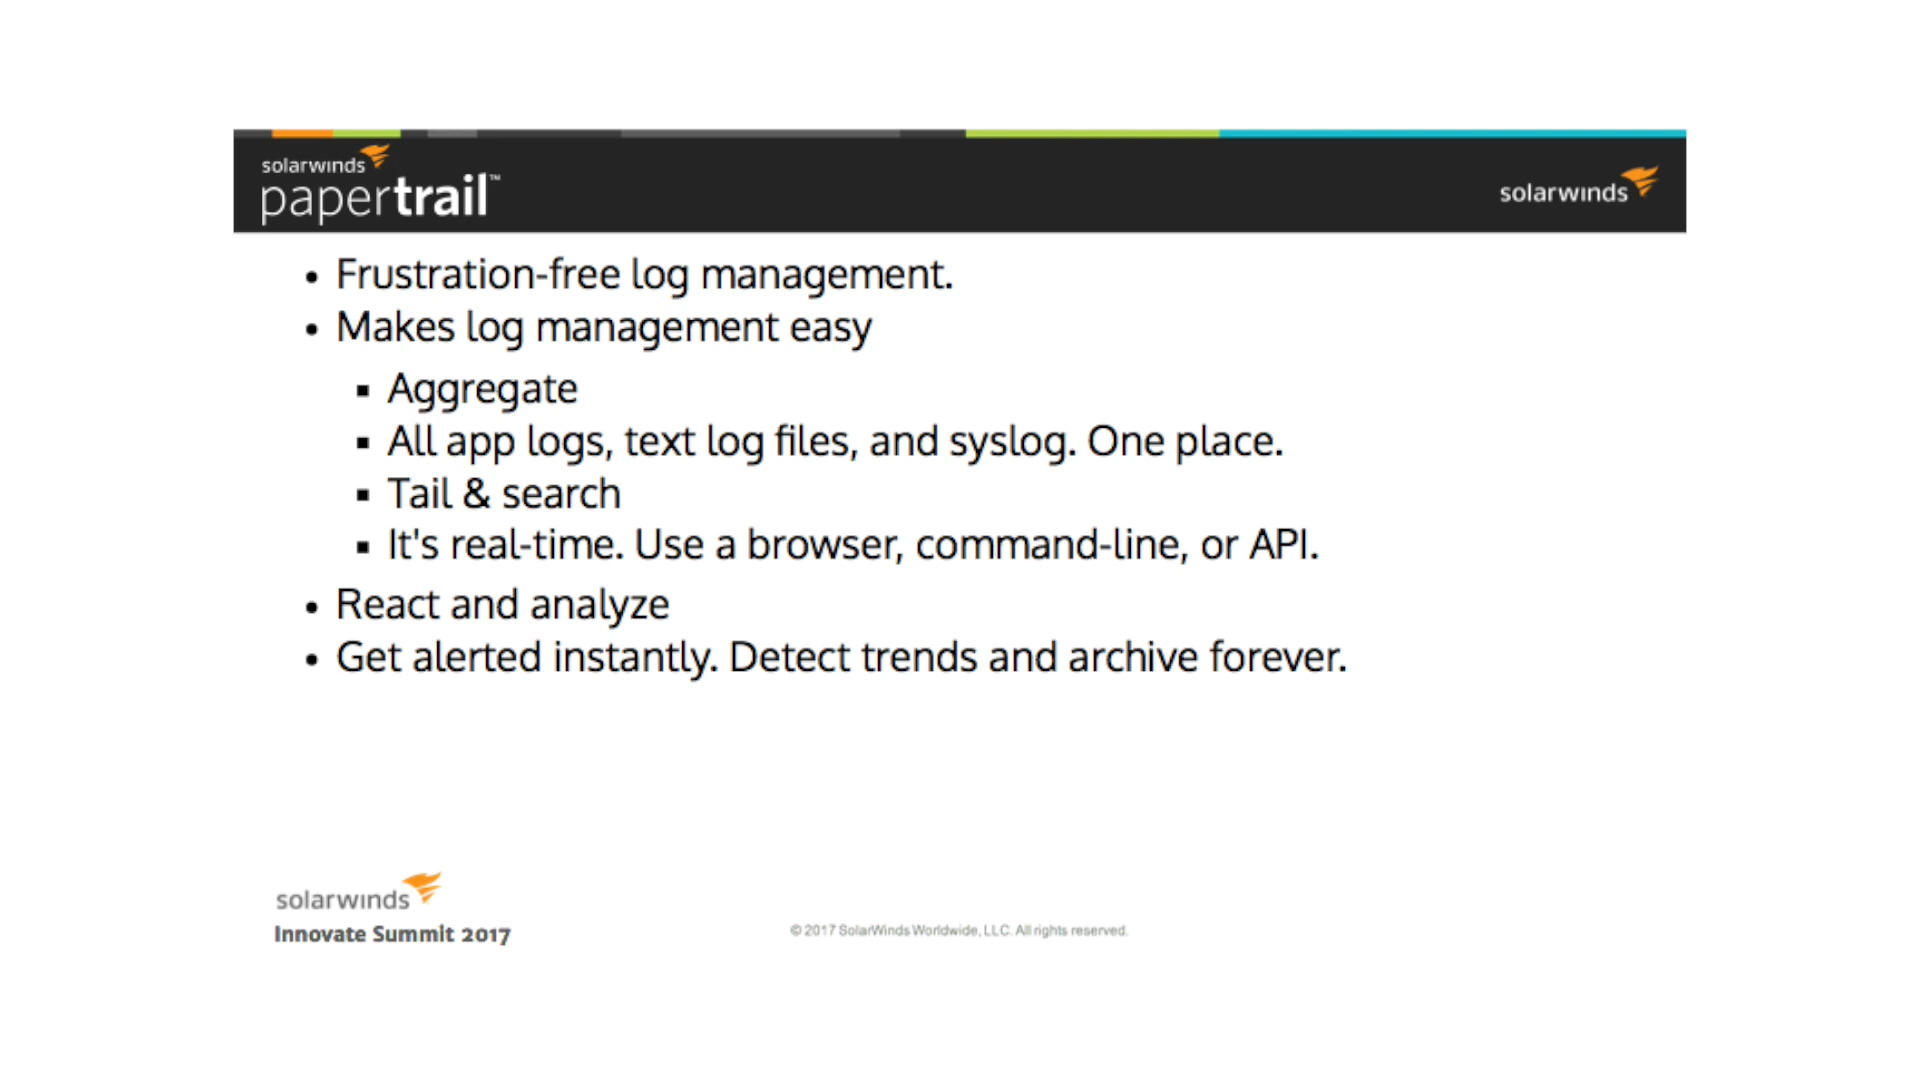 solarwinds
papertrail™
solarwinds
• Frustration-free log management.
• Makes log management easy
▪ Aggregate
▪ All app logs, text log files, and syslog. One place.
▪ Tail & search
▪ It's real-time. Use a browser, command-line, or API.
• React and analyze
• Get alerted instantly. Detect trends and archive forever.
solarwinds
Innovate Summit 2017
© 2017 SolarWinds Worldwide, LLC. All rights reserved.